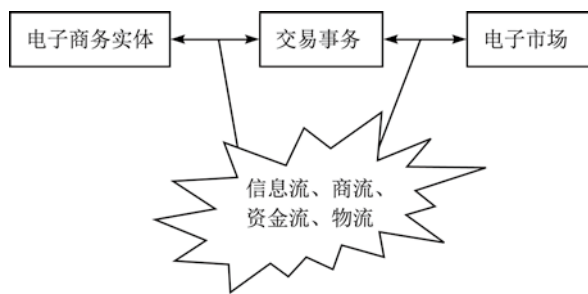 电子商务实体
交易事务
电子市场
信息流、商流、
资金流、物流